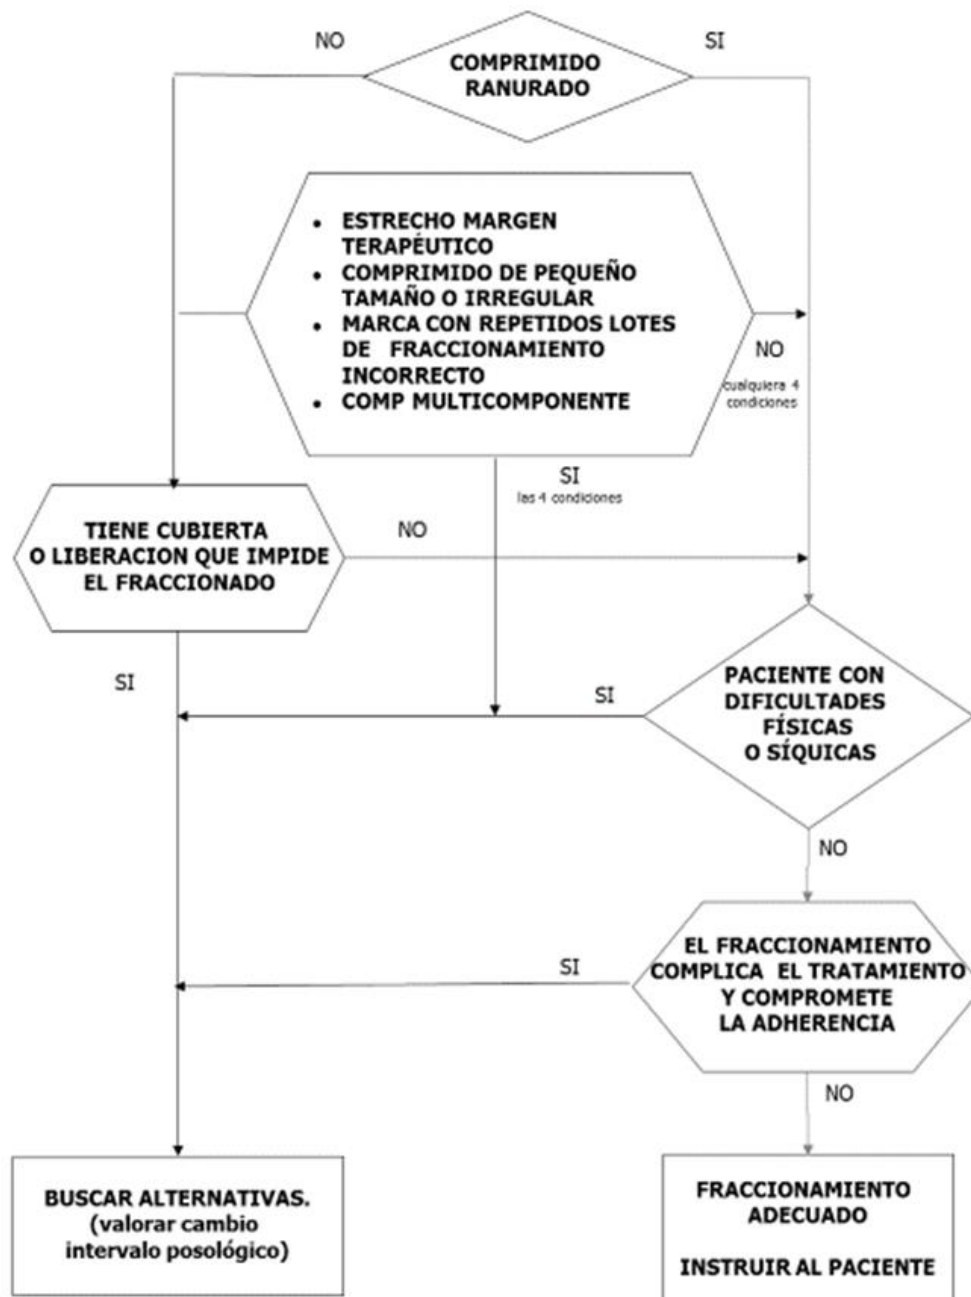 NO
SI
COMPRIMIDO
RANURADO
• ESTRECHO MARGEN
TERAPÉUTICO
• COMPRIMIDO DE PEQUEÑO
TAMAÑO O IRREGULAR
• MARCA CON REPETIDOS LOTES
DE FRACCIONAMIENTO
INCORRECTO
• COMP MULTICOMPONENTE
NO
cualquiera 4
condiciones
SI
las 4 condiciones
TIENE CUBIERTA
O LIBERACION QUE IMPIDE
EL FRACCIONADO
NO
SI
SI
PACIENTE CON
DIFICULTADES
FÍSICAS
O SÍQUICAS
NO
SI
EL FRACCIONAMIENTO
COMPLICA EL TRATAMIENTO
Y COMPROMETE
LA ADHERENCIA
NO
BUSCAR ALTERNATIVAS.
(valorar cambio
intervalo posológico)
FRACCIONAMIENTO
ADECUADO
INSTRUIR AL PACIENTE